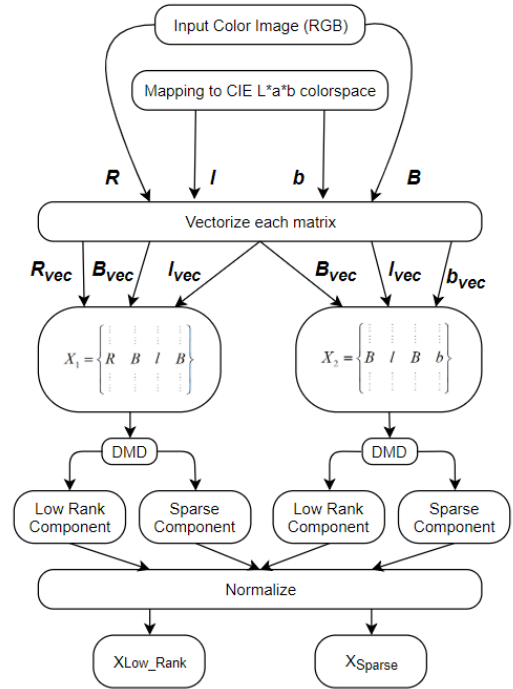 Input Color Image (RGB)
Mapping to CIE L*a*b colorspace
R l b B
Vectorize each matrix
Rvec Bvec lvec Bvec lvec bvec
X1 = { R B l B }
X2 = { B l B b }
DMD
DMD
Low Rank
Component
Sparse
Component
Low Rank
Component
Sparse
Component
Normalize
XLow_Rank
XSparse